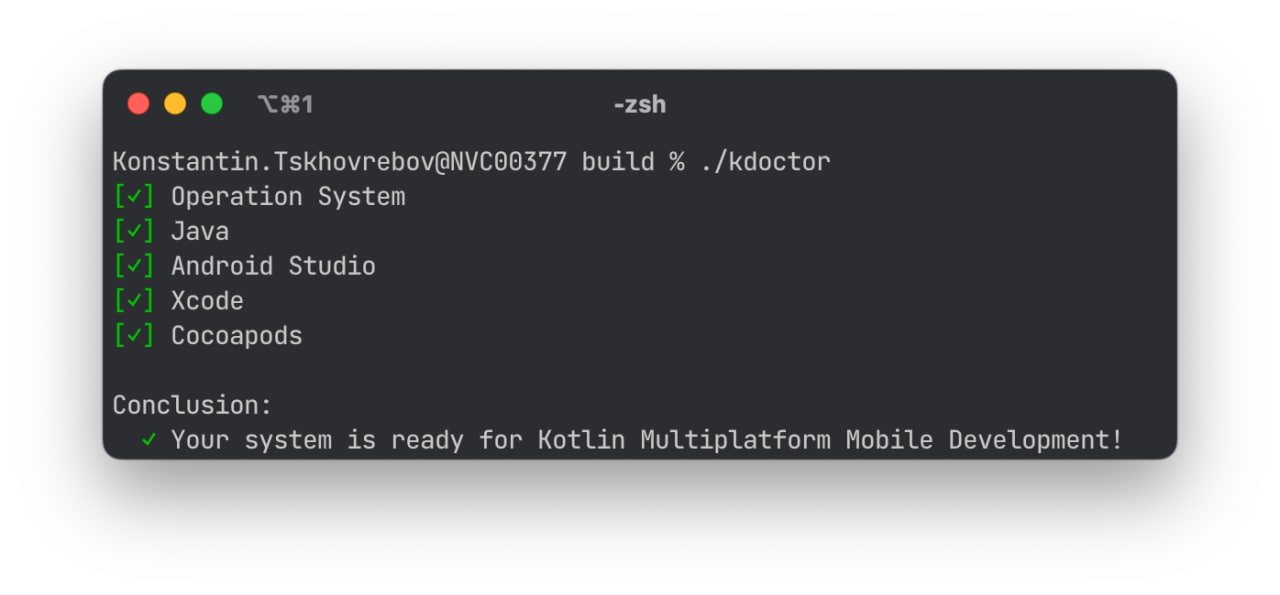 ⌥⌘1
-zsh
Konstantin.Tskhovrebov@NVC00377 build % ./kdoctor
[✓] Operation System
[✓] Java
[✓] Android Studio
[✓] Xcode
[✓] Cocoapods
Conclusion:
✓ Your system is ready for Kotlin Multiplatform Mobile Development!